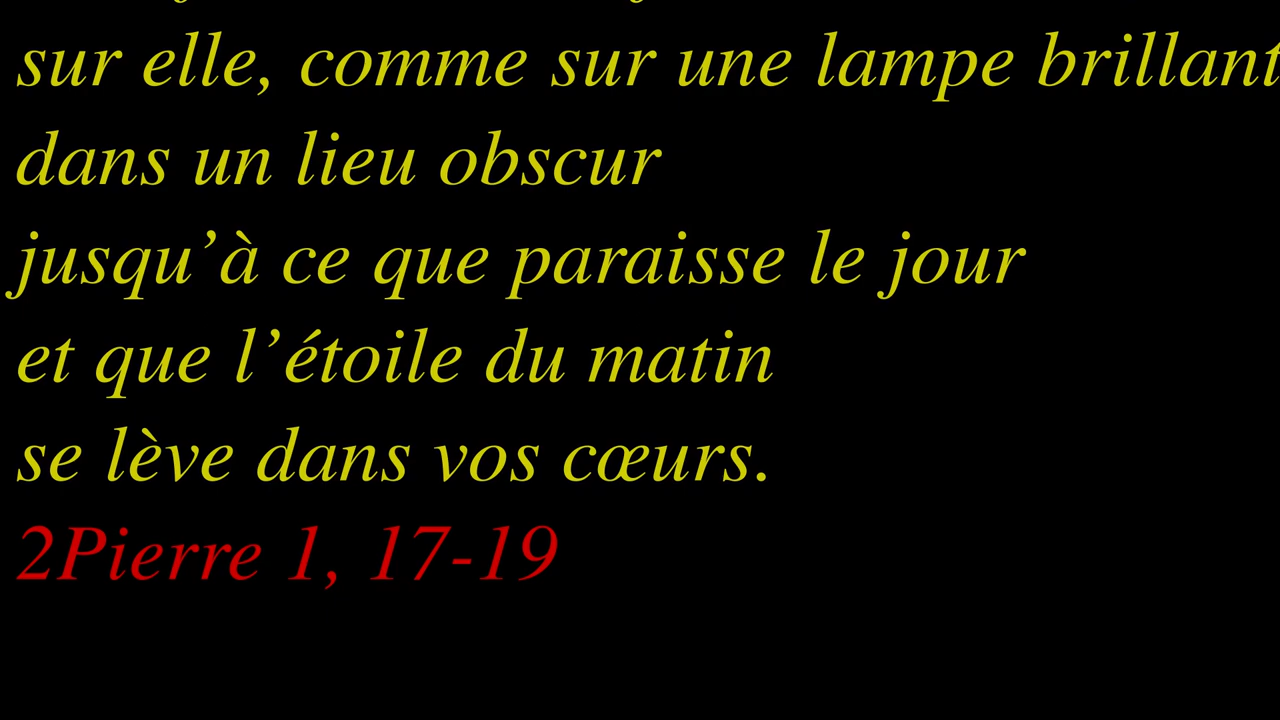 sur elle, comme sur une lampe brillant
dans un lieu obscur
jusqu’à ce que paraisse le jour
et que l’étoile du matin
se lève dans vos cœurs.
2Pierre 1, 17-19